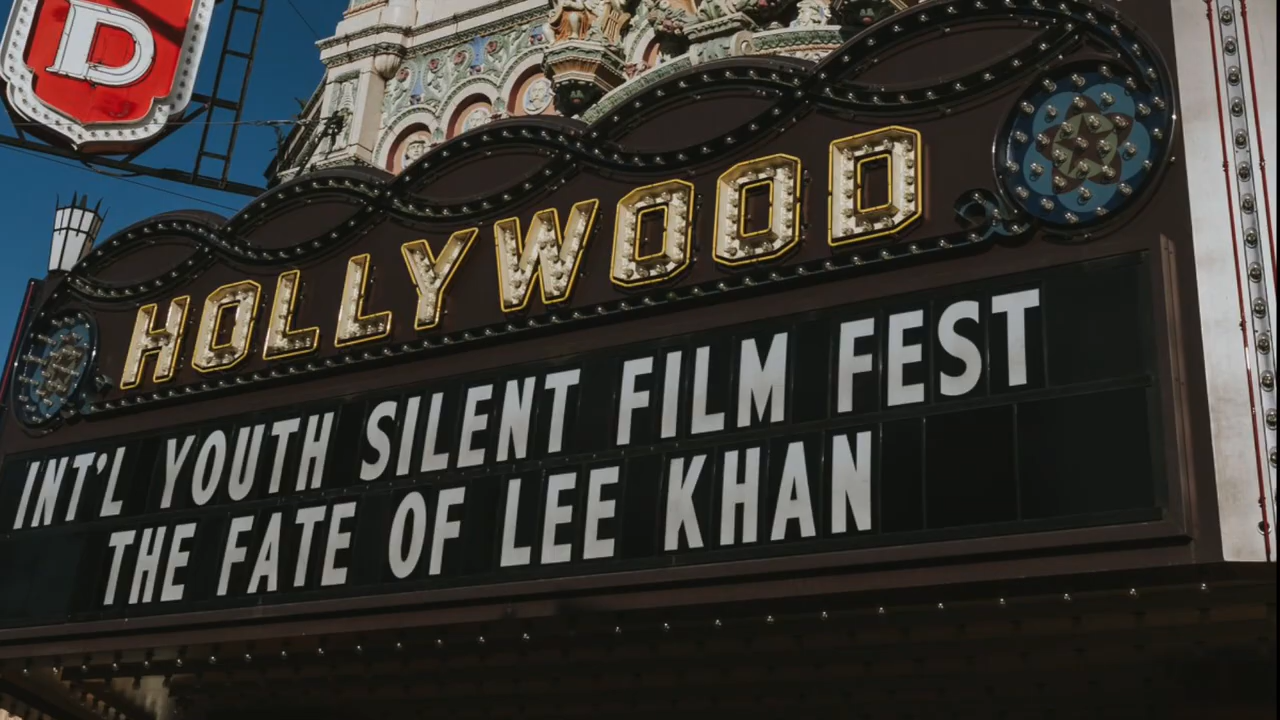 D
HOLLYWOOD
INT'L YOUTH SILENT FILM FEST
THE FATE OF LEE KHAN